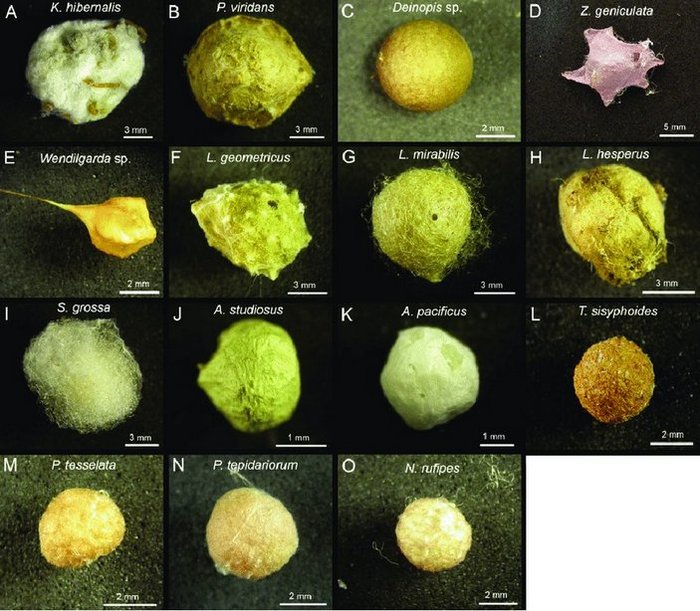 A K. hibernalis
3 mm
B P. viridans
3 mm
C Deinopis sp.
2 mm
D Z. geniculata
5 mm
E Wendilgarda sp.
2 mm
F L. geometricus
3 mm
G L. mirabilis
3 mm
H L. hesperus
3 mm
I S. grossa
3 mm
J A. studiosus
1 mm
K A. pacificus
1 mm
L T. sisyphoides
2 mm
M P. tesselata
2 mm
N P. tepidariorum
2 mm
O N. rufipes
2 mm